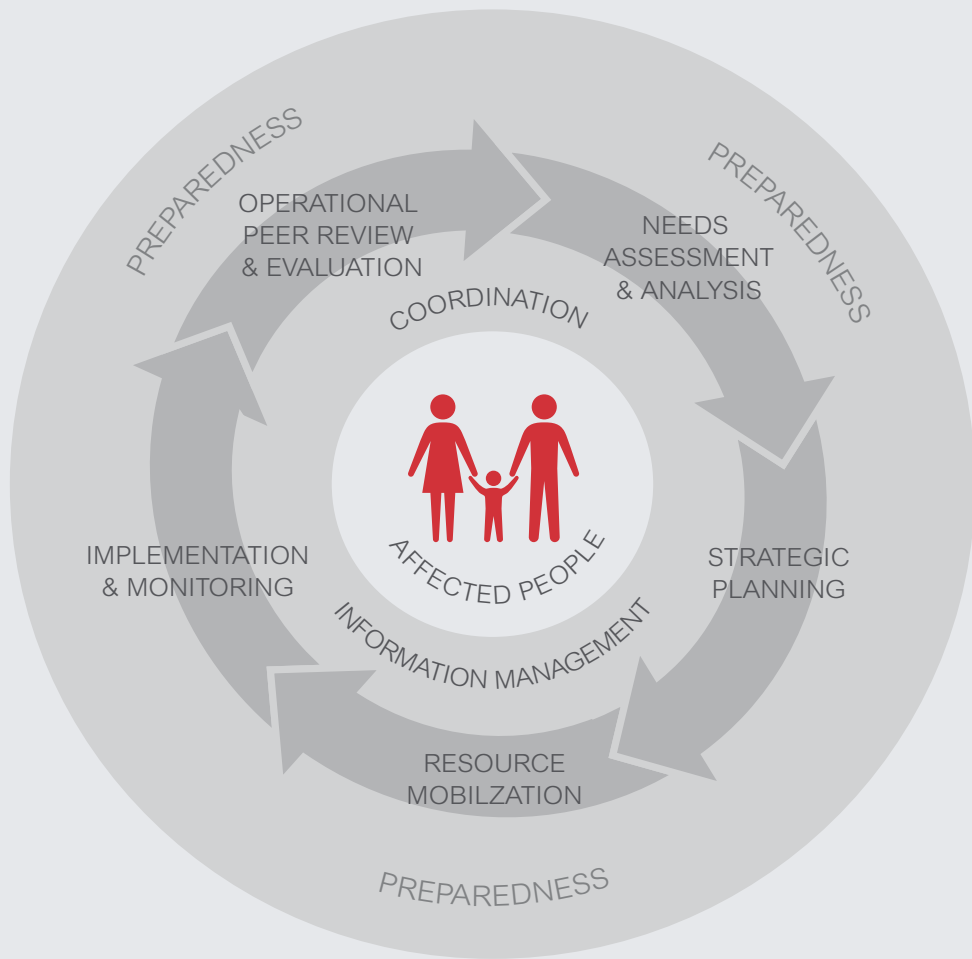 PREPAREDNESS
PREPAREDNESS
OPERATIONAL
PEER REVIEW
& EVALUATION
NEEDS
ASSESSMENT
& ANALYSIS
COORDINATION
AFFECTED PEOPLE
IMPLEMENTATION
& MONITORING
STRATEGIC
PLANNING
INFORMATION MANAGEMENT
RESOURCE
MOBILZATION
PREPAREDNESS